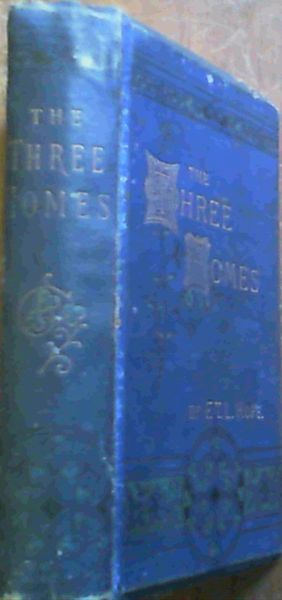 THE
THREE
HOMES
THE
THREE
HOMES
BY F.T.L. HOPE.